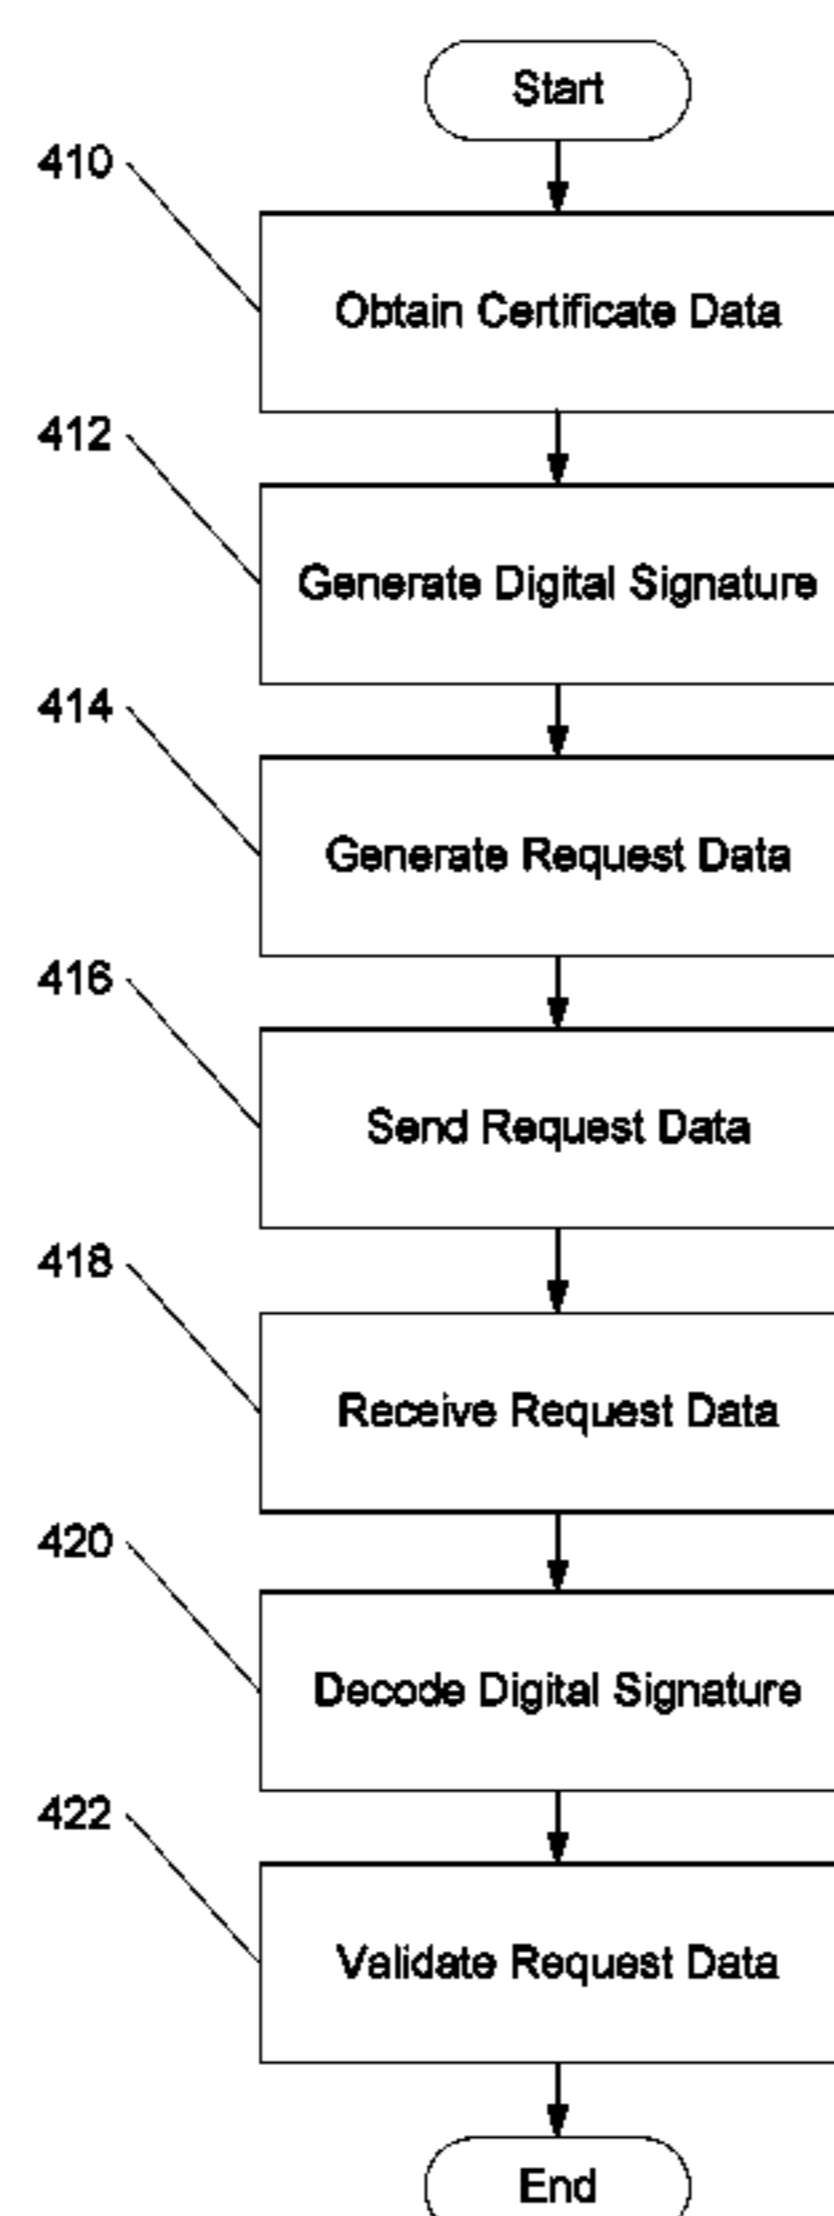 Start
410
Obtain Certificate Data
412
Generate Digital Signature
414
Generate Request Data
416
Send Request Data
418
Receive Request Data
420
Decode Digital Signature
422
Validate Request Data
End